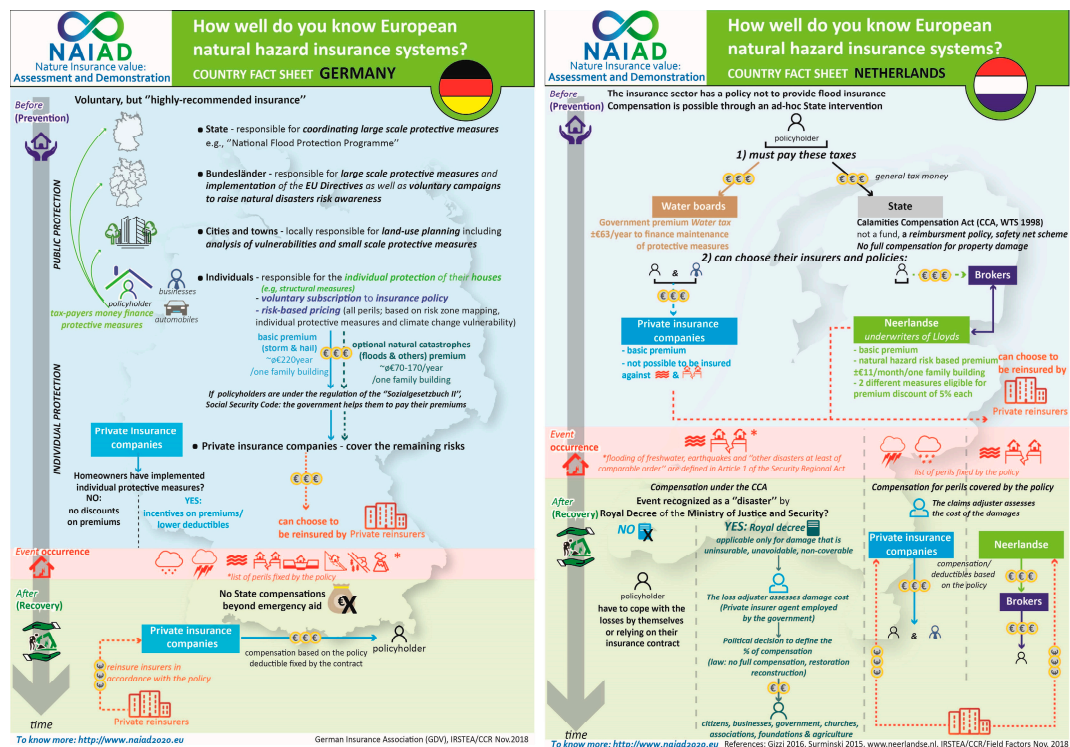 NAIAD
Nature Insurance value:
Assessment and Demonstration
How well do you know European
natural hazard insurance systems?
COUNTRY FACT SHEET GERMANY
Before
(Prevention)
Voluntary, but "highly-recommended insurance"
PUBLIC PROTECTION
• State - responsible for coordinating large scale protective measures
e.g., "National Flood Protection Programme"
• Bundesländer - responsible for large scale protective measures and
implementation of the EU Directives as well as voluntary campaigns
to raise natural disasters risk awareness
• Cities and towns - locally responsible for land-use planning including
analysis of vulnerabilities and small scale protective measures
policyholder
businesses
automobiles
tax-payers money finance
protective measures
• Individuals - responsible for the individual protection of their houses
(e.g, structural measures)
- voluntary subscription to insurance policy
- risk-based pricing (all perils; based on risk zone mapping,
individual protective measures and climate change vulnerability)
basic premium
(storm & hail)
~ø€220year
/one family building
€ € €
optional natural catastrophes
(floods & others) premium
~ø€70-170/year
/one family building
If policyholders are under the regulation of the "Sozialgesetzbuch II",
Social Security Code: the government helps them to pay their premiums
INDIVIDUAL PROTECTION
Private Insurance
companies
• Private insurance companies - cover the remaining risks
Homeowners have implemented
individual protective measures?
NO:
no discounts
on premiums
YES:
incentives on premiums/
lower deductibles
€ € €
can choose to
be reinsured by
Private reinsurers
Event occurrence
*
*list of perils fixed by the policy
After
(Recovery)
No State compensations
beyond emergency aid
€X
Private insurance
companies
€ € €
compensation based on the policy
deductible fixed by the contract
policyholder
reinsure insurers in
accordance with the policy
Private reinsurers
time
To know more: http://www.naiad2020.eu
German Insurance Association (GDV), IRSTEA/CCR Nov.2018
NAIAD
Nature Insurance value:
Assessment and Demonstration
How well do you know European
natural hazard insurance systems?
COUNTRY FACT SHEET NETHERLANDS
Before
(Prevention)
The insurance sector has a policy not to provide flood insurance
Compensation is possible through an ad-hoc State intervention
policyholder
1) must pay these taxes
€ € €
€ € €
general tax money
Water boards
Government premium Water tax
±€63/year to finance maintenance
of protective measures
State
Calamities Compensation Act (CCA, WTS 1998)
not a fund, a reimbursment policy, safety net scheme
No full compensation for property damage
2) can choose their insurers and policies:
&
€ € €
€ € €
Brokers
Private insurance
companies
- basic premium
- not possible to be insured
against & 
Neerlandse
underwriters of Lloyds
- basic premium
- natural hazard risk based premium
±€11/month/one family building
- 2 different measures eligible for
premium discount of 5% each
can choose to
be reinsured by
Private reinsurers
Event
occurrence
*
*flooding of freshwater, earthquakes and "other disasters at least of
comparable order" are defined in Article 1 of the Security Regional Act
list of perils fixed by the policy
After
(Recovery)
Compensation under the CCA
Event recognized as a "disaster" by
Royal Decree of the Ministry of Justice and Security?
NO
X
YES: Royal decree
applicable only for damage that is
uninsurable, unavoidable, non-coverable
policyholder
have to cope with the
losses by themselves
or relying on their
insurance contract
The loss adjuster assesses damage cost
(Private insurer agent employed
by the government)
Political decision to define the
% of compensation
(law: no full compensation, restoration
reconstruction)
€ €
citizens, businesses, government, churches,
associations, foundations & agriculture
Compensation for perils covered by the policy
The claims adjuster assesses
the cost of the damages
Private insurance
companies
Neerlandse
compensation/
deductibles based
on the policy
€ € €
€ € €
Brokers
€ € €
&
time
To know more: http://www.naiad2020.eu
References: Gizzi 2016, Surminski 2015, www.neerlandse.nl, IRSTEA/CCR/Field Factors Nov. 2018